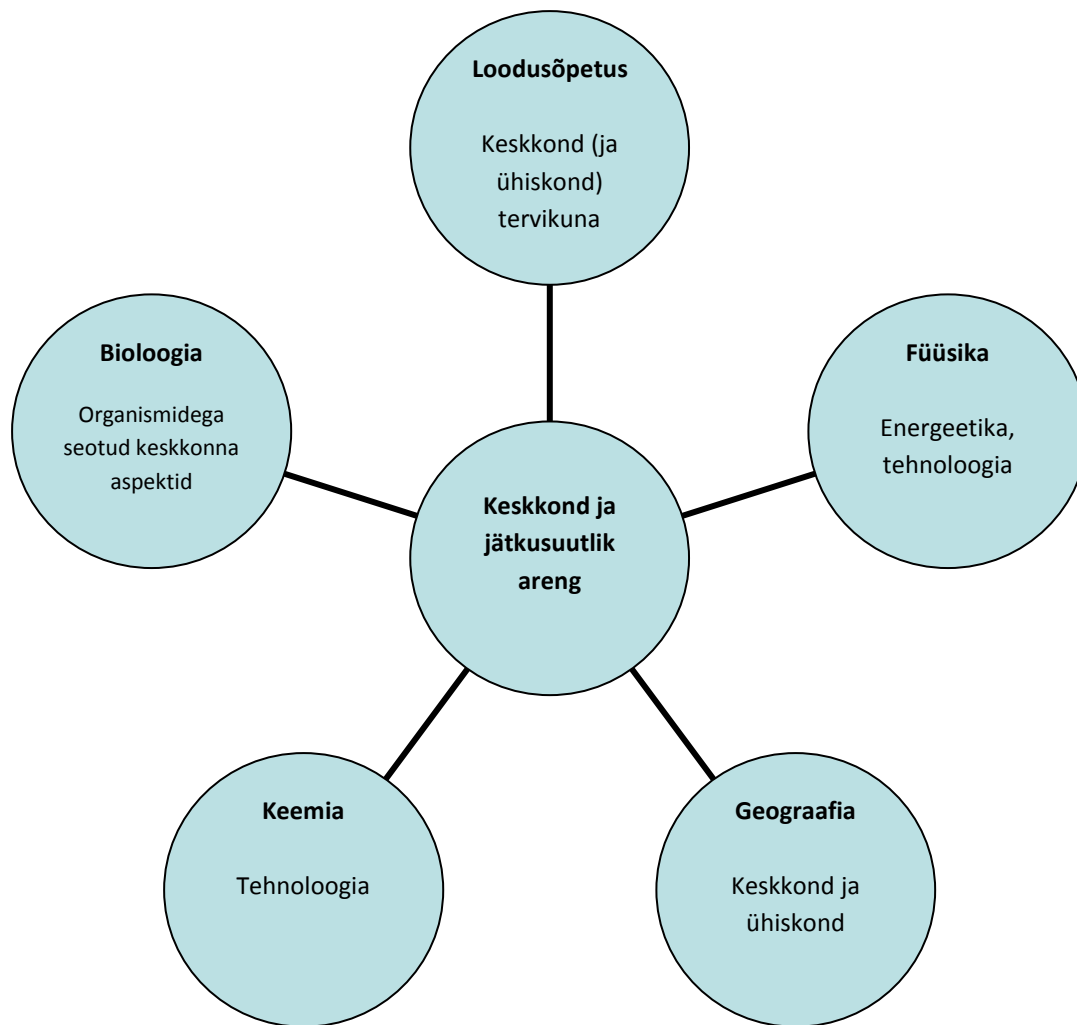 Loodusõpetus
Keskkond (ja
ühiskond)
tervikuna
Bioloogia
Organismidega
seotud keskkonna
aspektid
Füüsika
Energeetika,
tehnoloogia
Keskkond ja
jätkusuutlik
areng
Keemia
Tehnoloogia
Geograafia
Keskkond ja
ühiskond